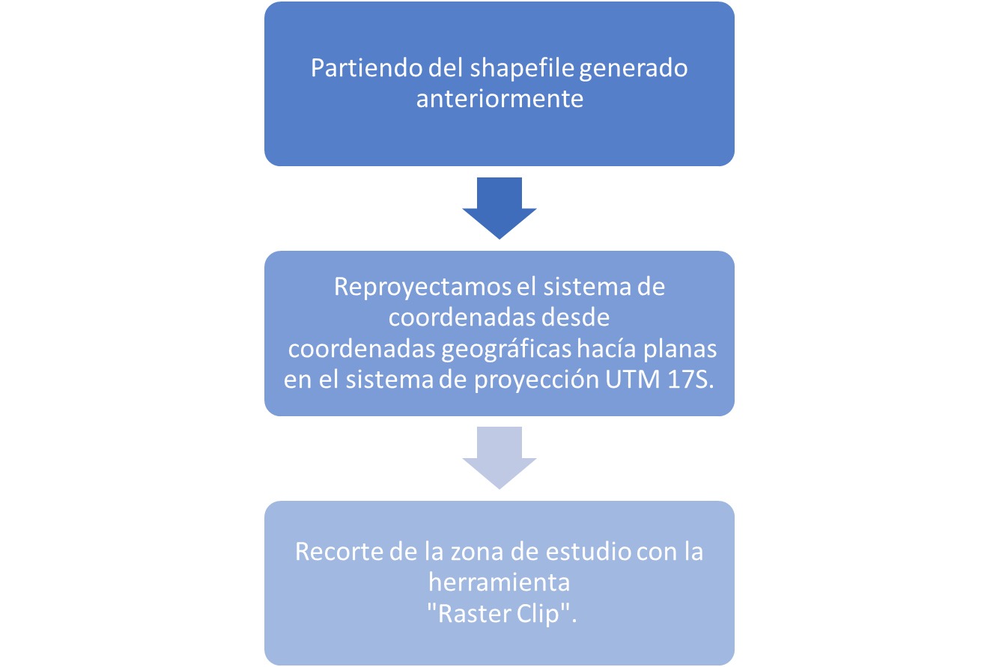 Partiendo del shapefile generado
anteriormente
Reproyectamos el sistema de
coordenadas desde
coordenadas geográficas hacía planas
en el sistema de proyección UTM 17S.
Recorte de la zona de estudio con la
herramienta
"Raster Clip".